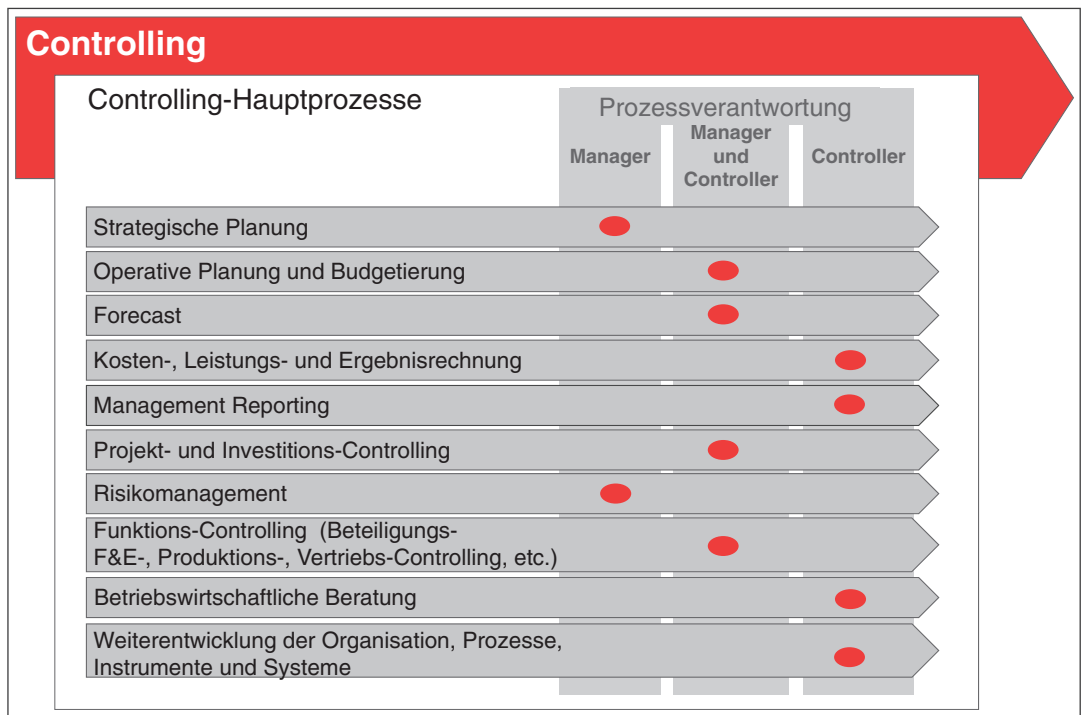 Controlling
Controlling-Hauptprozesse
Prozessverantwortung
Manager
Manager
und
Controller
Controller
Strategische Planung
Operative Planung und Budgetierung
Forecast
Kosten-, Leistungs- und Ergebnisrechnung
Management Reporting
Projekt- und Investitions-Controlling
Risikomanagement
Funktions-Controlling (Beteiligungs-
F&E-, Produktions-, Vertriebs-Controlling, etc.)
Betriebswirtschaftliche Beratung
Weiterentwicklung der Organisation, Prozesse,
Instrumente und Systeme